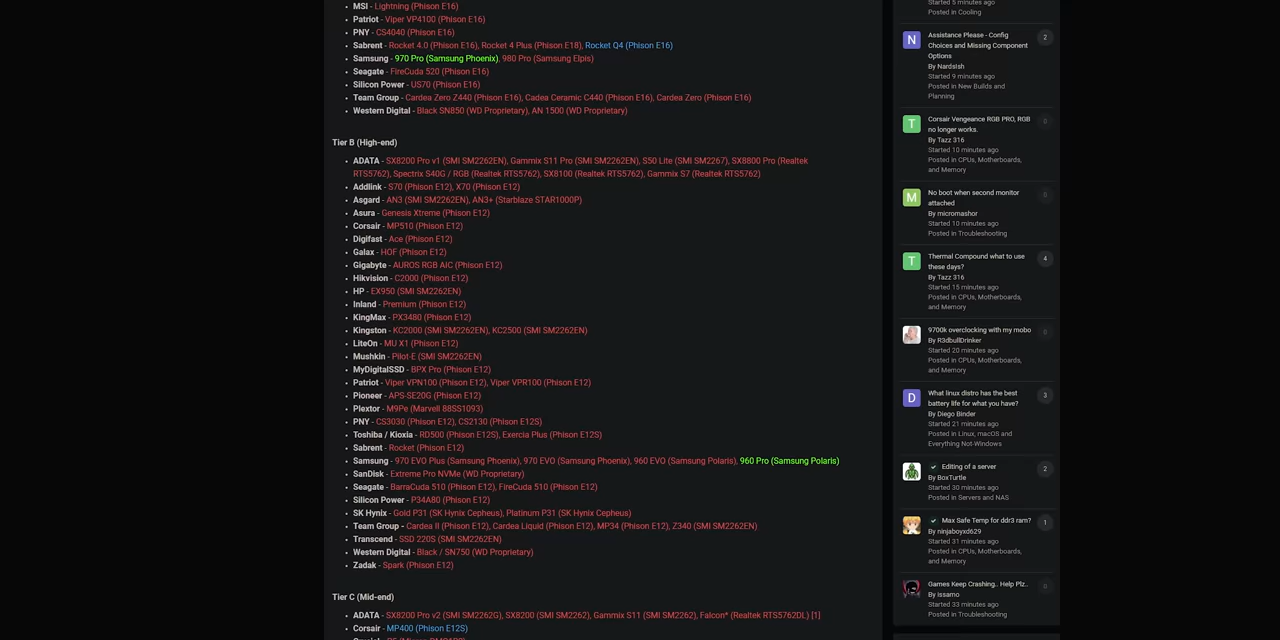 MSI - Lightning (Phison E16)
Patriot - Viper VP4100 (Phison E16)
PNY - CS4040 (Phison E16)
Sabrent - Rocket 4.0 (Phison E16), Rocket 4 Plus (Phison E18), Rocket Q4 (Phison E16)
Samsung - 970 Pro (Samsung Phoenix), 980 Pro (Samsung Elpis)
Seagate - FireCuda 520 (Phison E16)
Silicon Power - US70 (Phison E16)
Team Group - Cardea Zero Z440 (Phison E16), Cadea Ceramic C440 (Phison E16), Cardea Zero (Phison E16)
Western Digital - Black SN850 (WD Proprietary), AN 1500 (WD Proprietary)
Tier B (High-end)
ADATA - SX8200 Pro v1 (SMI SM2262EN), Gammix S11 Pro (SMI SM2262EN), S50 Lite (SMI SM2267), SX8800 Pro (Realtek
RTS5762), Spectrix S40G / RGB (Realtek RTS5762), SX8100 (Realtek RTS5762), Gammix S7 (Realtek RTS5762)
Addlink - S70 (Phison E12), X70 (Phison E12)
Asgard - AN3 (SMI SM2262EN), AN3+ (Starblaze STAR1000P)
Asura - Genesis Xtreme (Phison E12)
Corsair - MP510 (Phison E12)
Digifast - Ace (Phison E12)
Galax - HOF (Phison E12)
Gigabyte - AUROS RGB AIC (Phison E12)
Hikvision - C2000 (Phison E12)
HP - EX950 (SMI SM2262EN)
Inland - Premium (Phison E12)
KingMax - PX3480 (Phison E12)
Kingston - KC2000 (SMI SM2262EN), KC2500 (SMI SM2262EN)
LiteOn - MU X1 (Phison E12)
Mushkin - Pilot-E (SMI SM2262EN)
MyDigitalSSD - BPX Pro (Phison E12)
Patriot - Viper VPN100 (Phison E12), Viper VPR100 (Phison E12)
Pioneer - APS-SE20G (Phison E12)
Plextor - M9Pe (Marvell 88SS1093)
PNY - CS3030 (Phison E12), CS2130 (Phison E12S)
Toshiba / Kioxia - RD500 (Phison E12S), Exercia Plus (Phison E12S)
Sabrent - Rocket (Phison E12)
Samsung - 970 EVO Plus (Samsung Phoenix), 970 EVO (Samsung Phoenix), 960 EVO (Samsung Polaris), 960 Pro (Samsung Polaris)
SanDisk - Extreme Pro NVMe (WD Proprietary)
Seagate - BarraCuda 510 (Phison E12), FireCuda 510 (Phison E12)
Silicon Power - P34A80 (Phison E12)
SK Hynix - Gold P31 (SK Hynix Cepheus), Platinum P31 (SK Hynix Cepheus)
Team Group - Cardea II (Phison E12), Cardea Liquid (Phison E12), MP34 (Phison E12), Z340 (SMI SM2262EN)
Transcend - SSD 220S (SMI SM2262EN)
Western Digital - Black / SN750 (WD Proprietary)
Zadak - Spark (Phison E12)
Tier C (Mid-end)
ADATA - SX8200 Pro v2 (SMI SM2262G), SX8200 (SMI SM2262), Gammix S11 (SMI SM2262), Falcon* (Realtek RTS5762DL) [1]
Corsair - MP400 (Phison E12S)
Started 5 minutes ago
Posted in Cooling
N
Assistance Please - Config
Choices and Missing Component
Options
2
By NardsIsh
Started 9 minutes ago
Posted in New Builds and
Planning
T
Corsair Vengeance RGB PRO, RGB
no longer works.
0
By Tazz 316
Started 10 minutes ago
Posted in CPUs, Motherboards,
and Memory
M
No boot when second monitor
attached
0
By micromashor
Started 10 minutes ago
Posted in Troubleshooting
T
Thermal Compound what to use
these days?
4
By Tazz 316
Started 15 minutes ago
Posted in CPUs, Motherboards,
and Memory
9700k overclocking with my mobo
0
By R3dbullDrinker
Started 20 minutes ago
Posted in CPUs, Motherboards,
and Memory
D
What linux distro has the best
battery life for what you have?
3
By Diego Binder
Started 21 minutes ago
Posted in Linux, macOS and
Everything Not-Windows
Editing of a server
2
By BoxTurtle
Started 30 minutes ago
Posted in Servers and NAS
Max Safe Temp for ddr3 ram?
1
By ninjaboyxd629
Started 31 minutes ago
Posted in CPUs, Motherboards,
and Memory
Games Keep Crashing.. Help Plz..
0
By issamo
Started 33 minutes ago
Posted in Troubleshooting